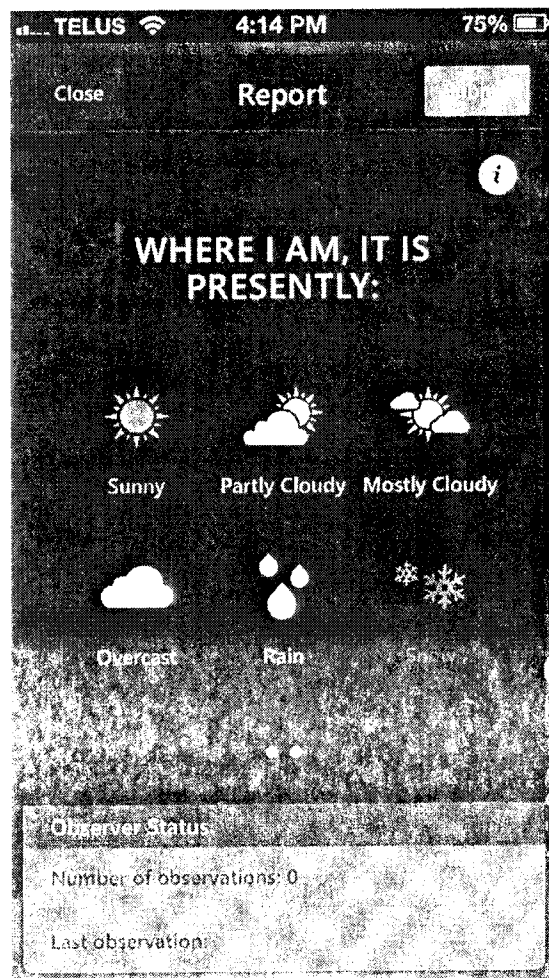 TELUS 4:14 PM 75%
Close Report
i
WHERE I AM, IT IS
PRESENTLY:
Sunny Partly Cloudy Mostly Cloudy
Overcast Rain Snow
Observer Status
Number of observations: 0
Last observation: